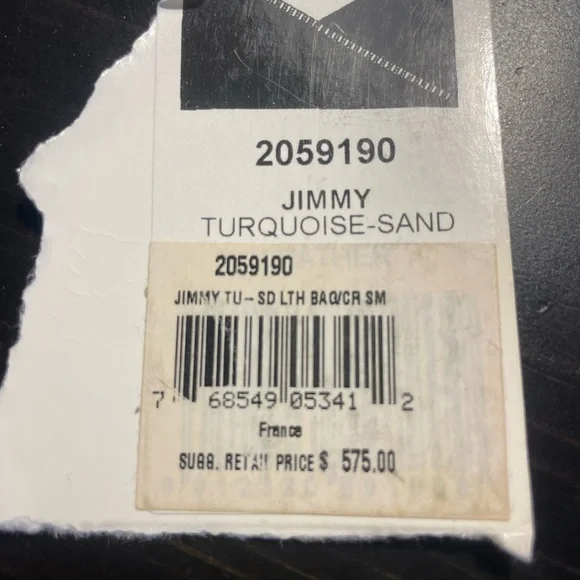 2059190
JIMMY
TURQUOISE-SAND
2059190
JIMMY TU-- SD LTH BAG/CR SM
7 68549 05341 2
France
SUGG. RETAIL PRICE $ 575.00